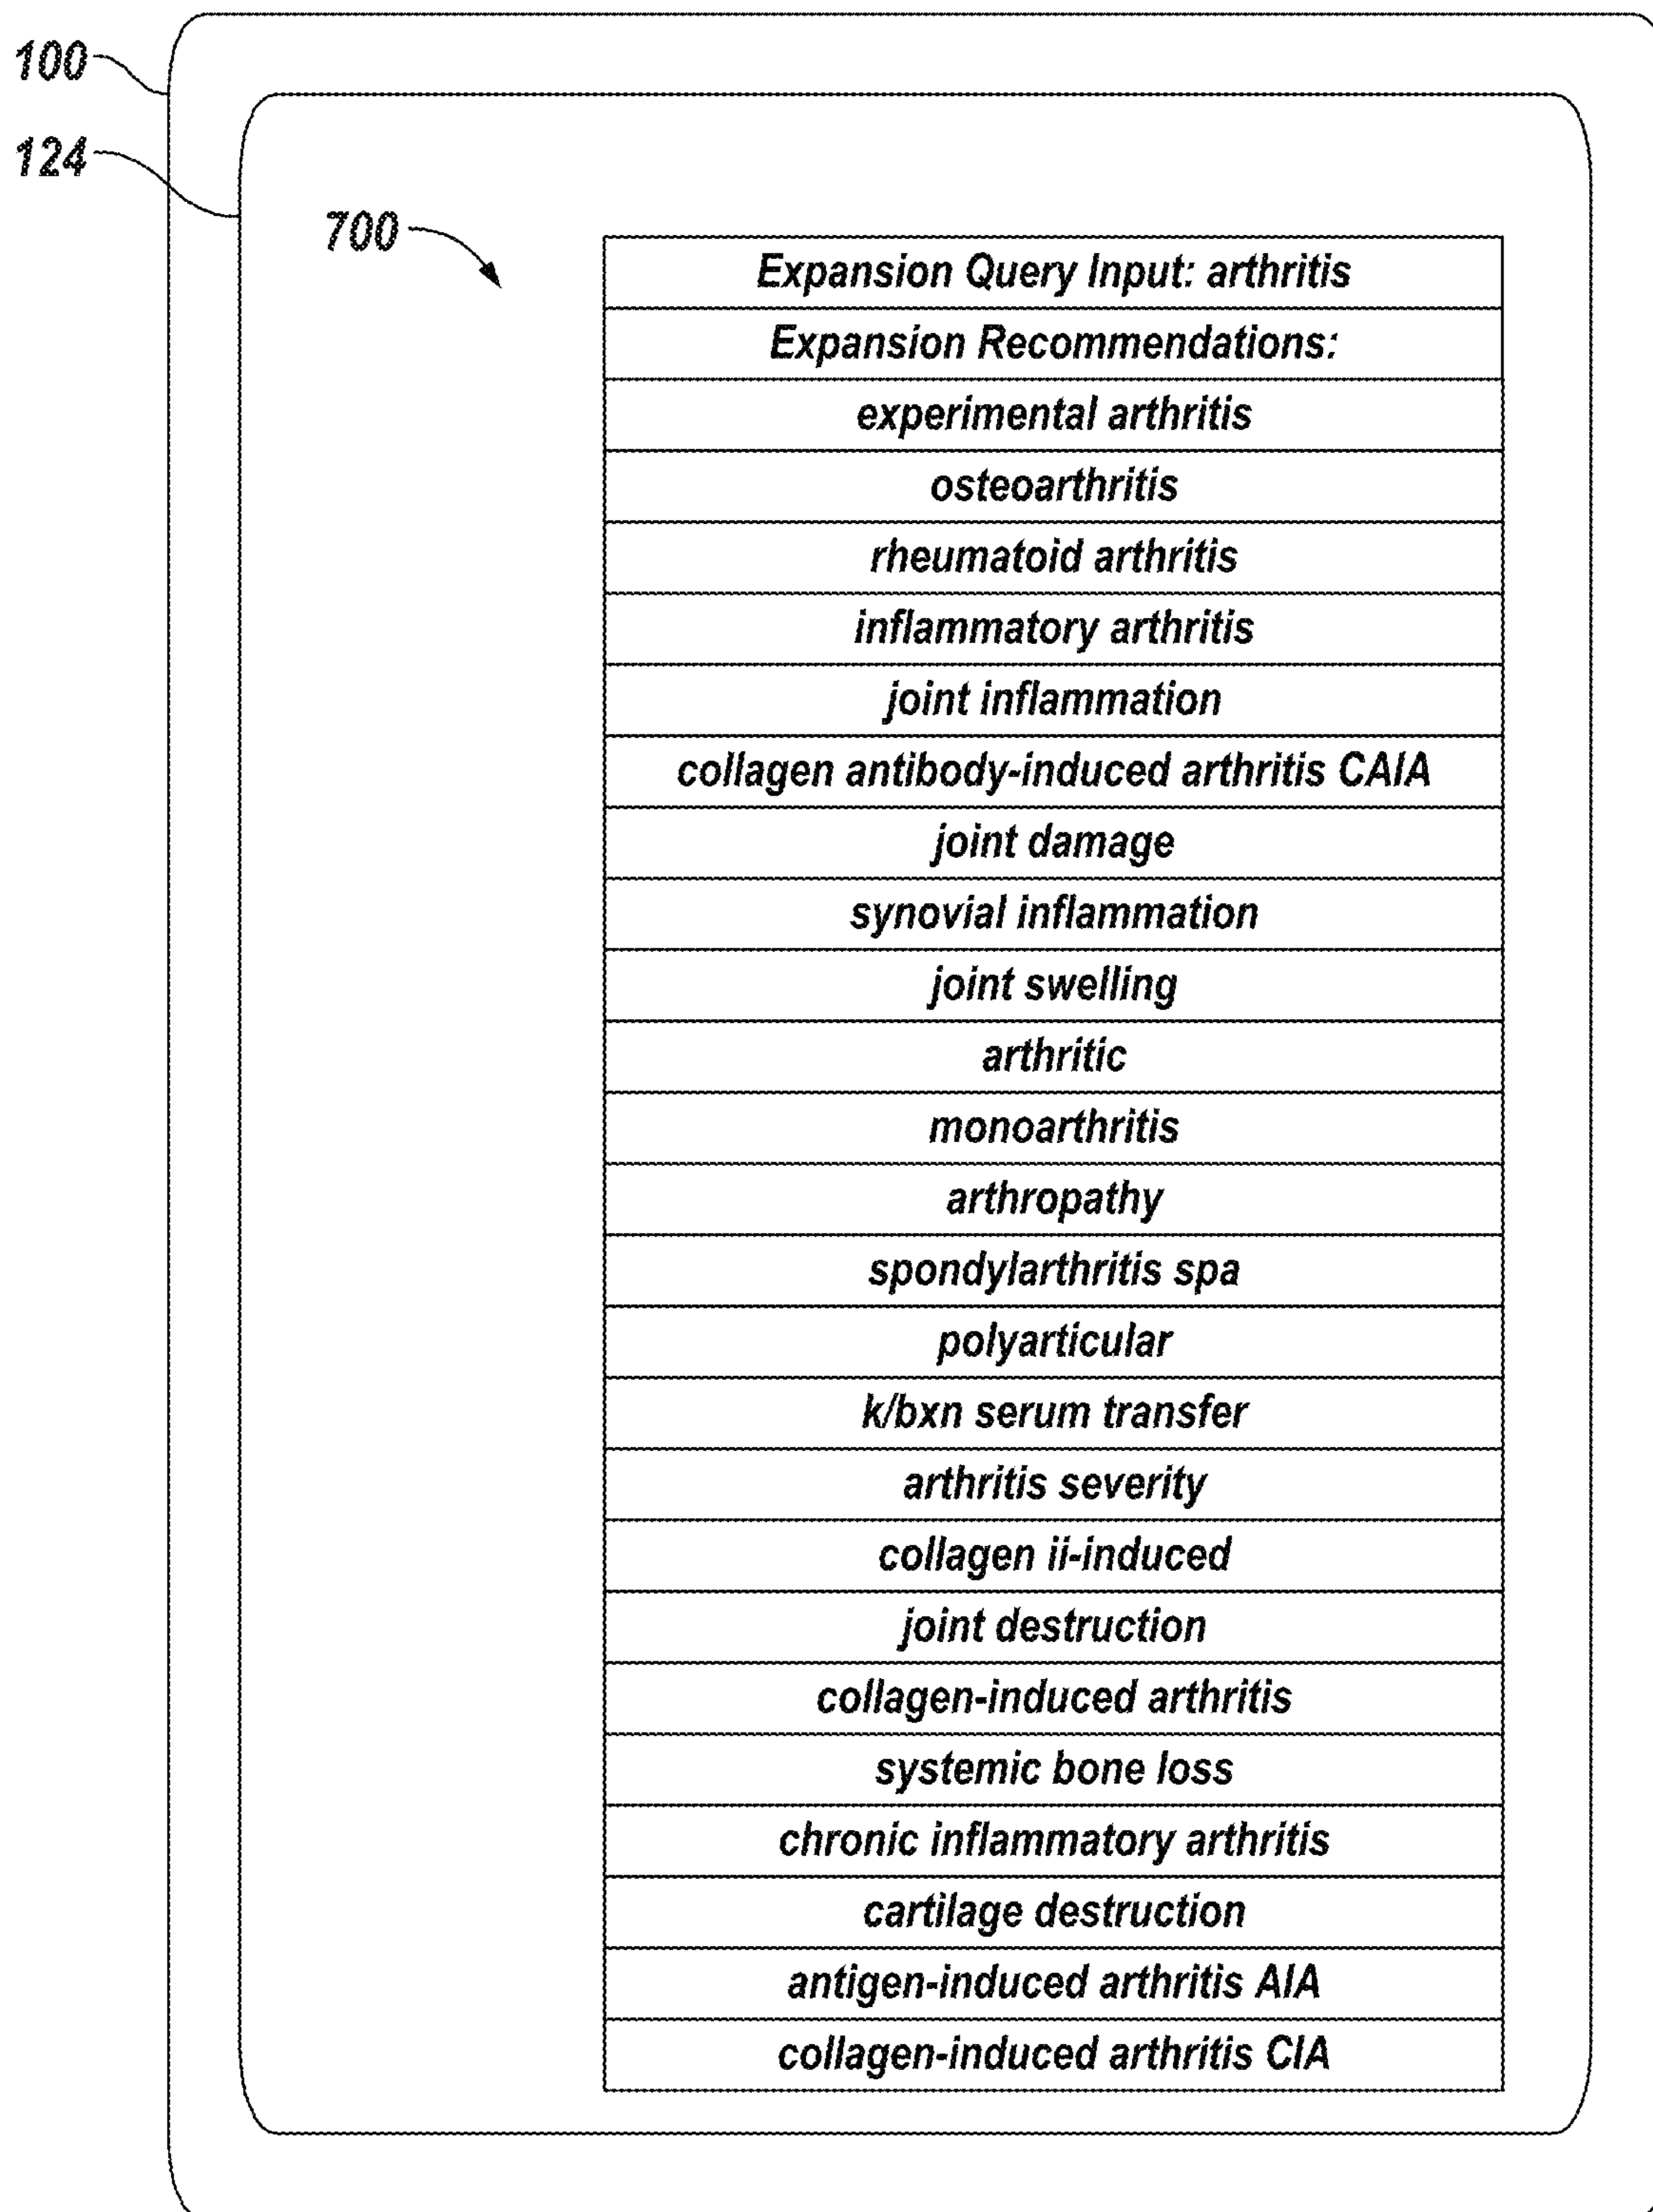 100
124
700
Expansion Query Input: arthritis
Expansion Recommendations:
experimental arthritis
osteoarthritis
rheumatoid arthritis
inflammatory arthritis
joint inflammation
collagen antibody-induced arthritis CAIA
joint damage
synovial inflammation
joint swelling
arthritic
monoarthritis
arthropathy
spondylarthritis spa
polyarticular
k/bxn serum transfer
arthritis severity
collagen ii-induced
joint destruction
collagen-induced arthritis
systemic bone loss
chronic inflammatory arthritis
cartilage destruction
antigen-induced arthritis AIA
collagen-induced arthritis CIA